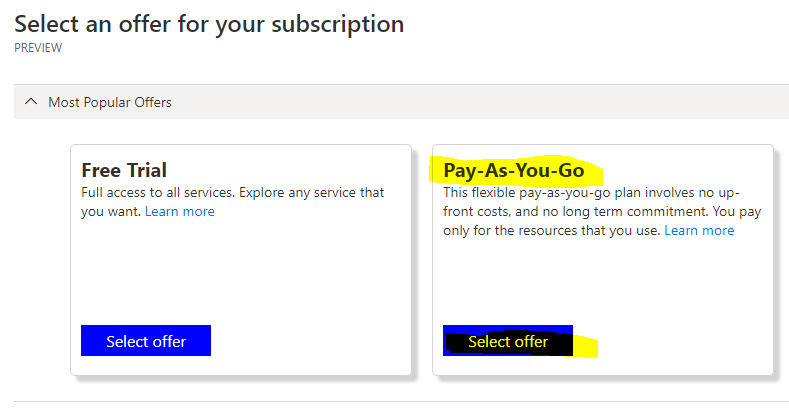 Select an offer for your subscription
PREVIEW
Most Popular Offers
Free Trial
Full access to all services. Explore any service that
you want. Learn more
Select offer
Pay-As-You-Go
This flexible pay-as-you-go plan involves no up-
front costs, and no long term commitment. You pay
only for the resources that you use. Learn more
Select offer